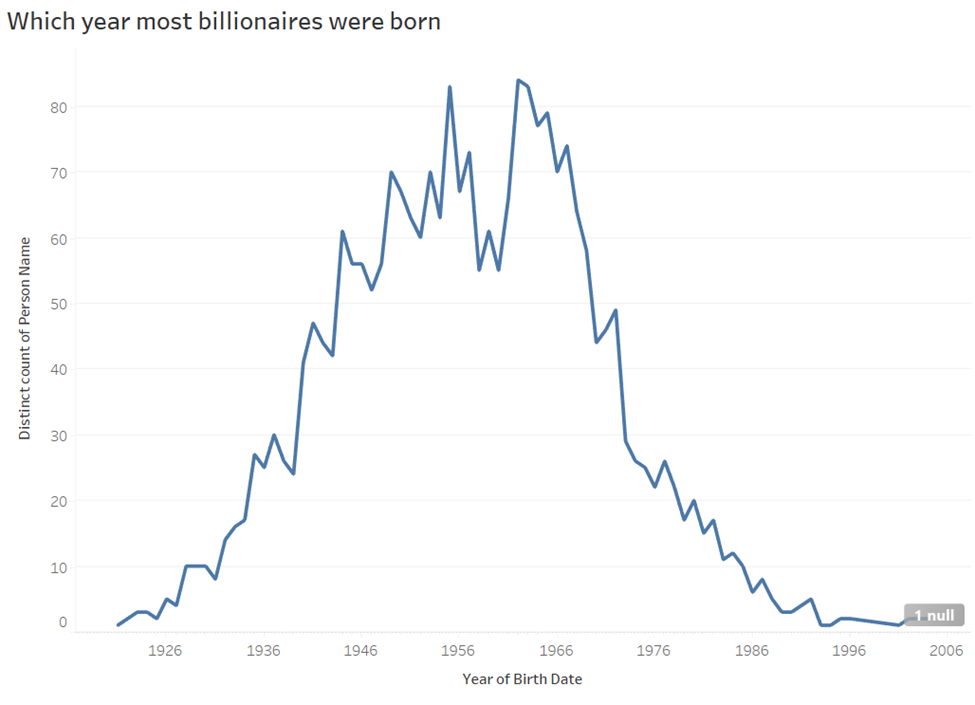 Which year most billionaires were born
Distinct count of Person Name
80
70
60
50
40
30
20
10
0
1 null
1926 1936 1946 1956 1966 1976 1986 1996 2006
Year of Birth Date